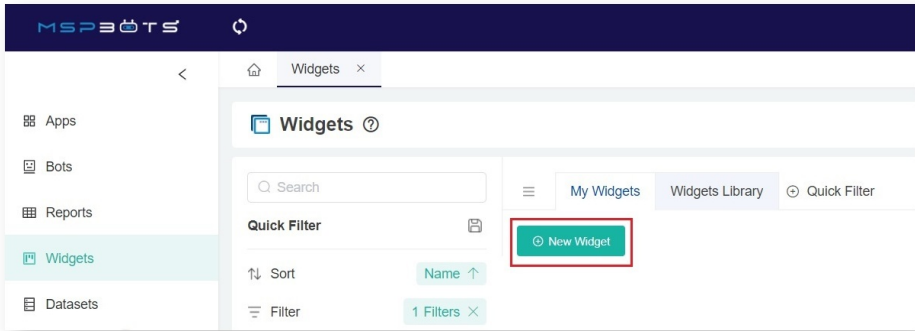 MSPBOTS
Widgets
Apps
Bots
Reports
Widgets
Datasets
Widgets
Search
Quick Filter
Sort Name
Filter 1 Filters
My Widgets Widgets Library Quick Filter
New Widget